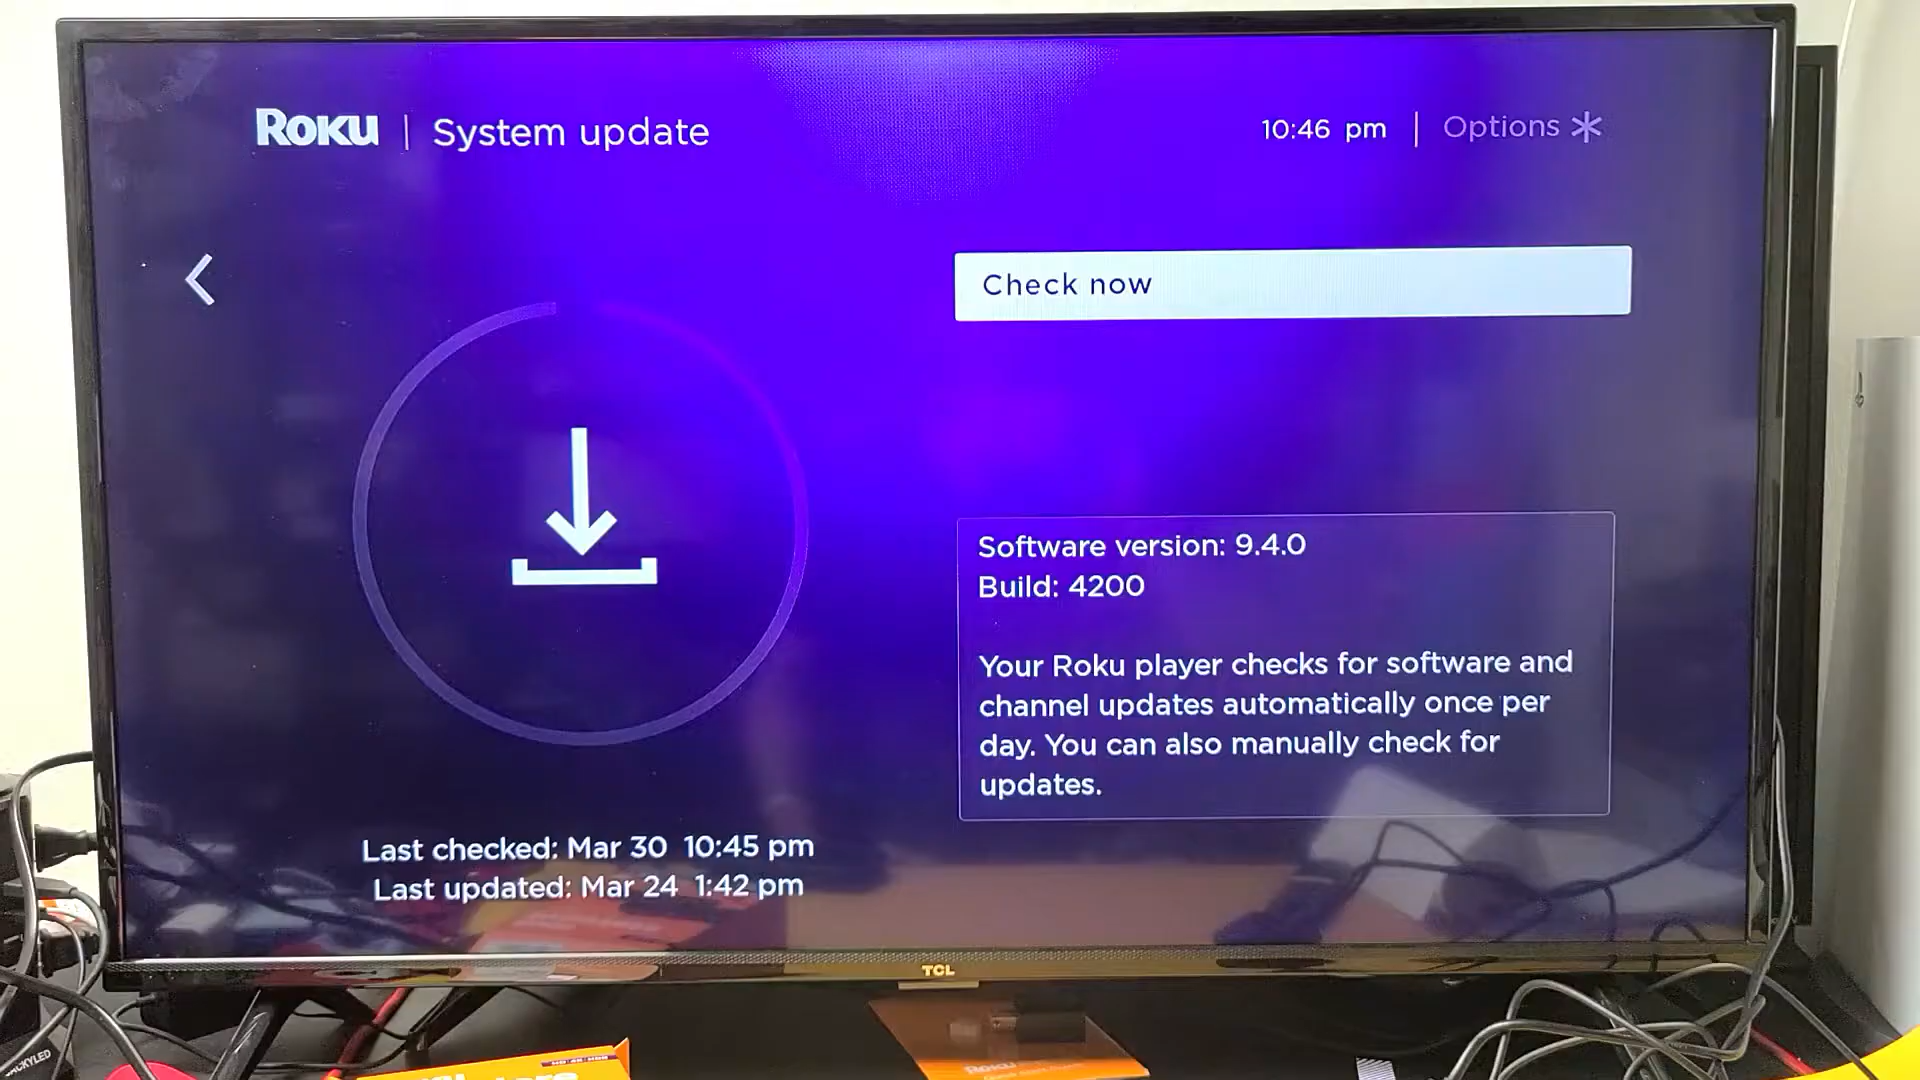 ROKU | System update
10:46 pm | Options
Check now
Software version: 9.4.0
Build: 4200
Your Roku player checks for software and
channel updates automatically once per
day. You can also manually check for
updates.
Last checked: Mar 30 10:45 pm
Last updated: Mar 24 1:42 pm
TCL
Roku